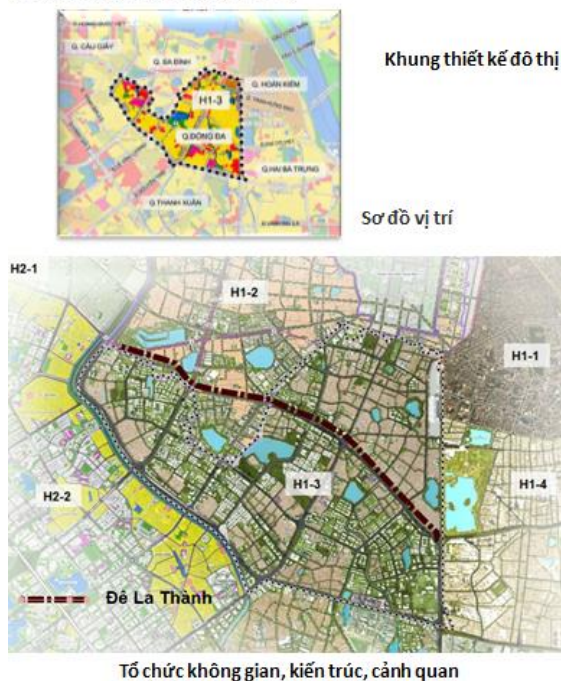 Khung thiết kế đô thị
Q. CẦU GIẤY
Q. BA ĐÌNH
Q. HOÀN KIẾM
H1-3
Q.ĐỐNG ĐA
Q.HAI BÀ TRƯNG
Q.THANH XUÂN
Sơ đồ vị trí
H2-1
H1-2
H1-1
H2-2
H1-3
H1-4
Đê La Thành
Tổ chức không gian, kiến trúc, cảnh quan